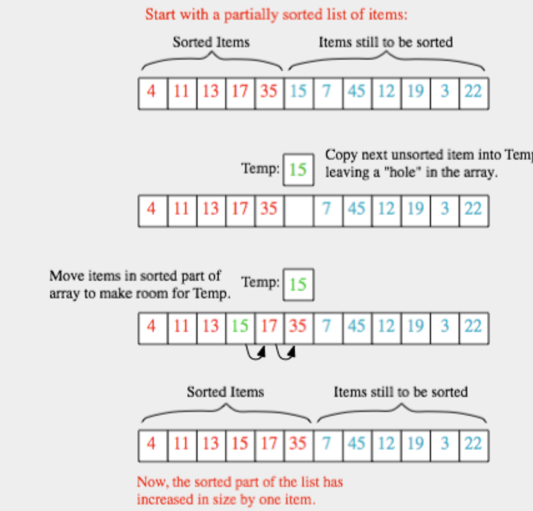 Start with a partially sorted list of items:
Sorted Items Items still to be sorted
4 11 13 17 35 15 7 45 12 19 3 22
Temp: 15
Copy next unsorted item into Temp
leaving a "hole" in the array.
4 11 13 17 35 7 45 12 19 3 22
Move items in sorted part of
array to make room for Temp.
Temp: 15
4 11 13 15 17 35 7 45 12 19 3 22
Sorted Items Items still to be sorted
4 11 13 15 17 35 7 45 12 19 3 22
Now, the sorted part of the list has
increased in size by one item.